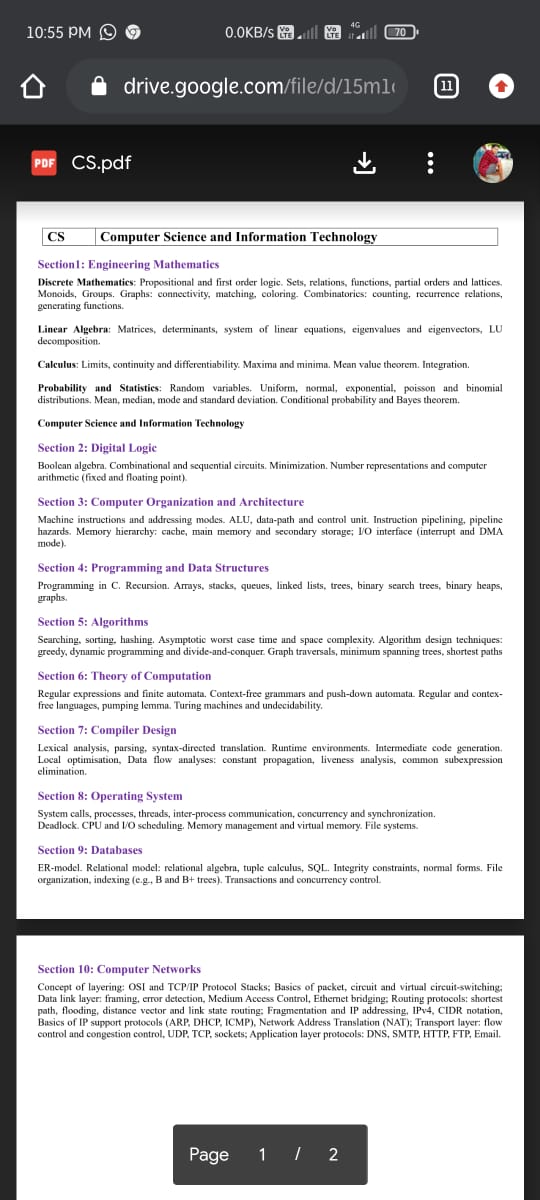 10:55 PM
0.0KB/s Vo LTE Vo LTE 4G 70
drive.google.com/file/d/15m1
11
PDF CS.pdf
CS Computer Science and Information Technology
Section1: Engineering Mathematics
Discrete Mathematics: Propositional and first order logic. Sets, relations, functions, partial orders and lattices.
Monoids, Groups. Graphs: connectivity, matching, coloring. Combinatorics: counting, recurrence relations,
generating functions.
Linear Algebra: Matrices, determinants, system of linear equations, eigenvalues and eigenvectors, LU
decomposition.
Calculus: Limits, continuity and differentiability. Maxima and minima. Mean value theorem. Integration.
Probability and Statistics: Random variables. Uniform, normal, exponential, poisson and binomial
distributions. Mean, median, mode and standard deviation. Conditional probability and Bayes theorem.
Computer Science and Information Technology
Section 2: Digital Logic
Boolean algebra. Combinational and sequential circuits. Minimization. Number representations and computer
arithmetic (fixed and floating point).
Section 3: Computer Organization and Architecture
Machine instructions and addressing modes. ALU, data-path and control unit. Instruction pipelining, pipeline
hazards. Memory hierarchy: cache, main memory and secondary storage; I/O interface (interrupt and DMA
mode).
Section 4: Programming and Data Structures
Programming in C. Recursion. Arrays, stacks, queues, linked lists, trees, binary search trees, binary heaps,
graphs.
Section 5: Algorithms
Searching, sorting, hashing. Asymptotic worst case time and space complexity. Algorithm design techniques:
greedy, dynamic programming and divide-and-conquer. Graph traversals, minimum spanning trees, shortest paths
Section 6: Theory of Computation
Regular expressions and finite automata. Context-free grammars and push-down automata. Regular and contex-
free languages, pumping lemma. Turing machines and undecidability.
Section 7: Compiler Design
Lexical analysis, parsing, syntax-directed translation. Runtime environments. Intermediate code generation.
Local optimisation, Data flow analyses: constant propagation, liveness analysis, common subexpression
elimination.
Section 8: Operating System
System calls, processes, threads, inter-process communication, concurrency and synchronization.
Deadlock. CPU and I/O scheduling. Memory management and virtual memory. File systems.
Section 9: Databases
ER-model. Relational model: relational algebra, tuple calculus, SQL. Integrity constraints, normal forms. File
organization, indexing (e.g., B and B+ trees). Transactions and concurrency control.
Section 10: Computer Networks
Concept of layering: OSI and TCP/IP Protocol Stacks; Basics of packet, circuit and virtual circuit-switching;
Data link layer: framing, error detection, Medium Access Control, Ethernet bridging; Routing protocols: shortest
path, flooding, distance vector and link state routing; Fragmentation and IP addressing, IPv4, CIDR notation,
Basics of IP support protocols (ARP, DHCP, ICMP), Network Address Translation (NAT); Transport layer: flow
control and congestion control, UDP, TCP, sockets; Application layer protocols: DNS, SMTP, HTTP, FTP, Email.
Page 1 / 2